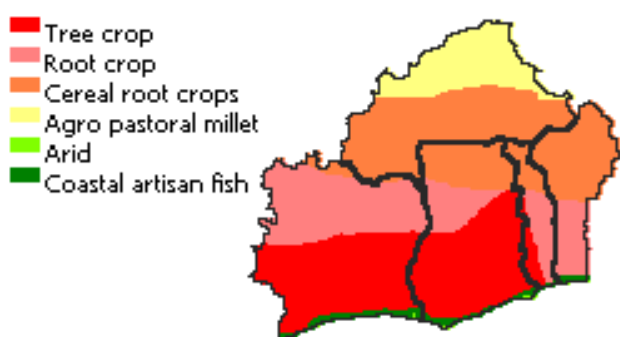 Tree crop
Root crop
Cereal root crops
Agro pastoral millet
Arid
Coastal artisan fish